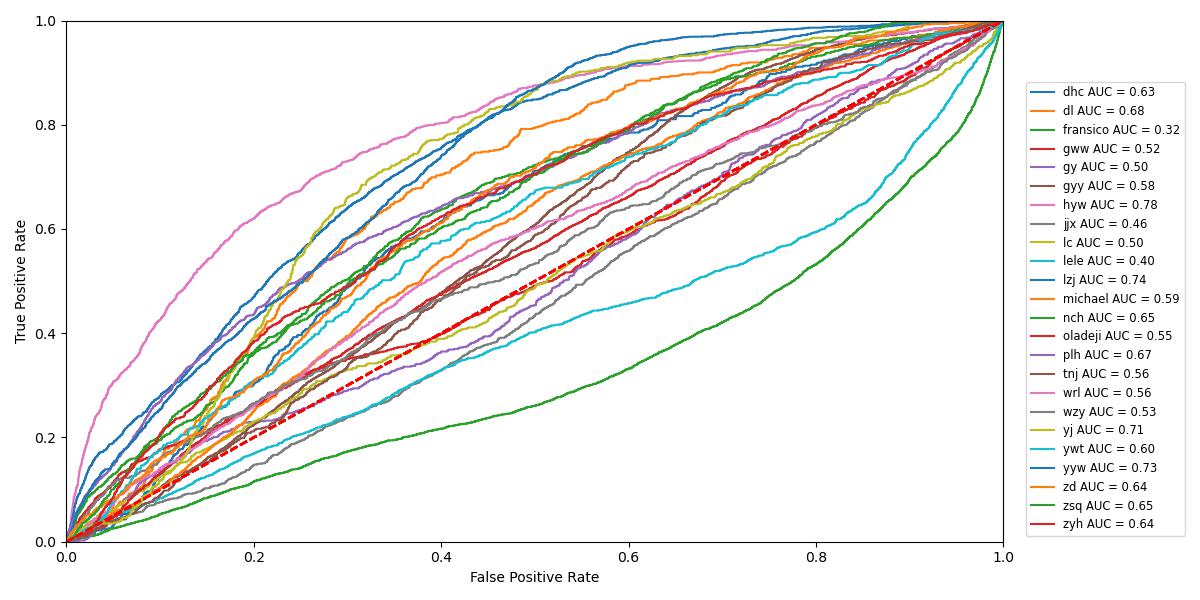 1.0
0.8
0.6
0.4
0.2
0.0
True Positive Rate
0.0 0.2 0.4 0.6 0.8 1.0
False Positive Rate
dhc AUC = 0.63
dl AUC = 0.68
fransico AUC = 0.32
gww AUC = 0.52
gy AUC = 0.50
gyy AUC = 0.58
hyw AUC = 0.78
jjx AUC = 0.46
lc AUC = 0.50
lele AUC = 0.40
lzj AUC = 0.74
michael AUC = 0.59
nch AUC = 0.65
oladeji AUC = 0.55
plh AUC = 0.67
tnj AUC = 0.56
wrl AUC = 0.56
wzy AUC = 0.53
yj AUC = 0.71
ywt AUC = 0.60
yyw AUC = 0.73
zd AUC = 0.64
zsq AUC = 0.65
zyh AUC = 0.64